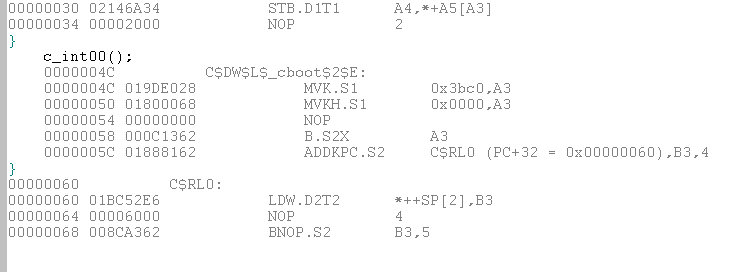 00000030 02146A34 STB.D1T1 A4,*+A5[A3]
00000034 00002000 NOP 2
}
c_int00();
0000004C C$DW$L$_cboot$2$E:
0000004C 019DE028 MVK.S1 0x3bc0,A3
00000050 01800068 MVKH.S1 0x0000,A3
00000054 00000000 NOP
00000058 000C1362 B.S2X A3
0000005C 01888162 ADDKPC.S2 C$RL0 (PC+32 = 0x00000060),B3,4
}
00000060 C$RL0:
00000060 01BC52E6 LDW.D2T2 *++SP[2],B3
00000064 00006000 NOP 4
00000068 008CA362 BNOP.S2 B3,5